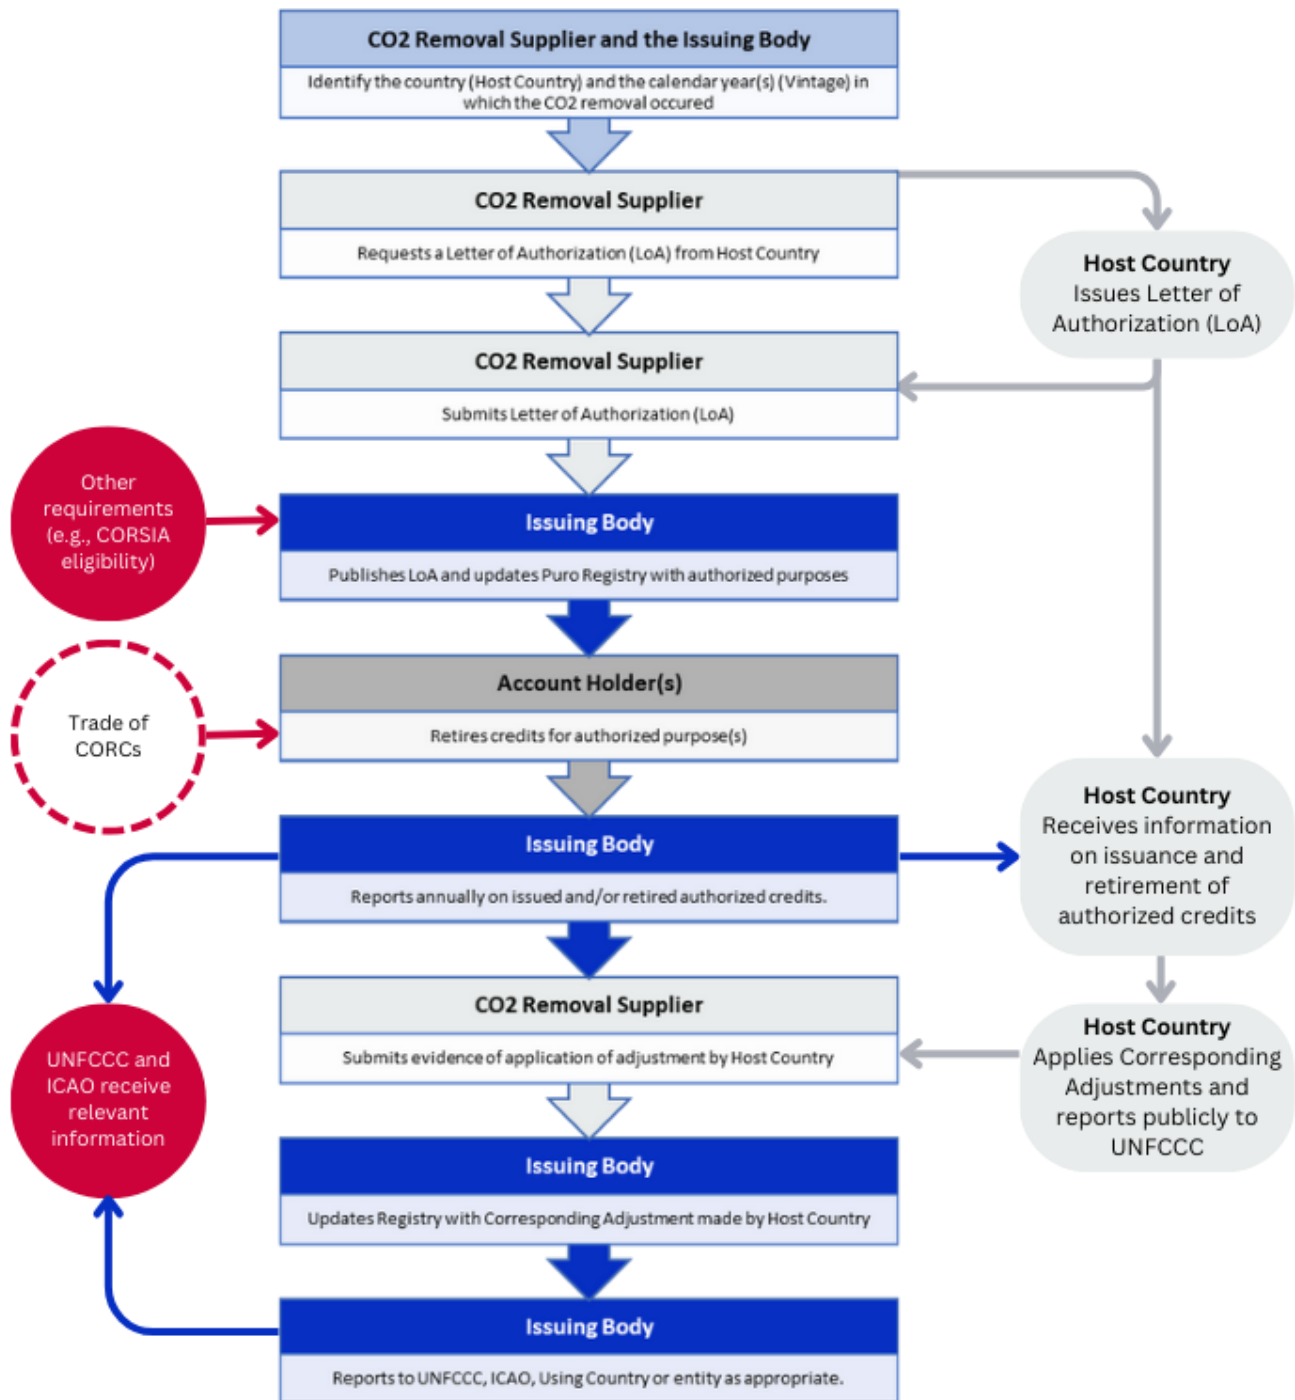 CO2 Removal Supplier and the Issuing Body
Identify the country (Host Country) and the calendar year(s) (Vintage) in
which the CO2 removal occured
CO2 Removal Supplier
Requests a Letter of Authorization (LoA) from Host Country
Host Country
Issues Letter of
Authorization (LoA)
CO2 Removal Supplier
Submits Letter of Authorization (LoA)
Other
requirements
(e.g., CORSIA
eligibility)
Issuing Body
Publishes LoA and updates Puro Registry with authorized purposes
Trade of
CORCs
Account Holder(s)
Retires credits for authorized purpose(s)
Issuing Body
Reports annually on issued and/or retired authorized credits.
Host Country
Receives information
on issuance and
retirement of
authorized credits
CO2 Removal Supplier
Submits evidence of application of adjustment by Host Country
Host Country
Applies Corresponding
Adjustments and
reports publicly to
UNFCCC
UNFCCC and
ICAO receive
relevant
information
Issuing Body
Updates Registry with Corresponding Adjustment made by Host Country
Issuing Body
Reports to UNFCCC, ICAO, Using Country or entity as appropriate.